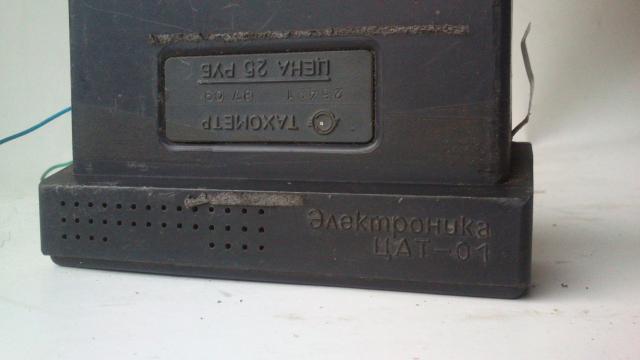 ТАХОМЕТР
ЦЕНА 25 РУБ
Электроника
ЦАТ-01